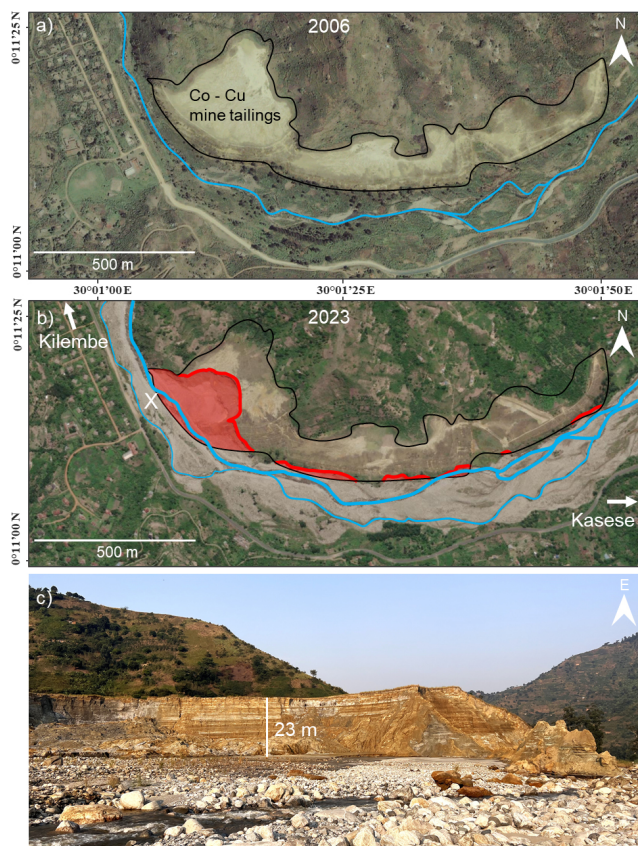 a)
2006
N
0°11'25 N
Co - Cu
mine tailings
0°11'00 N
500 m
30°01'00 E
30°01'25E
30°01'50 E
b)
2023
N
0°11'25 N
Kilembe
X
0°11'00 N
500 m
Kasese
c)
E
23 m